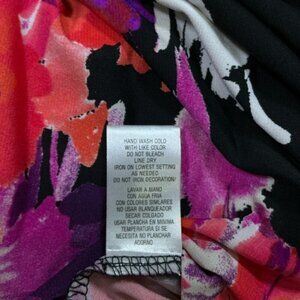 HAND WASH COLD
WITH LIKE COLOR
DO NOT BLEACH
LINE DRY
IRON ON LOWEST SETTING
AS NEEDED
DO NOT IRON DECORATION/
LAVAR A MANO
CON AGUA FRIA
CON COLORES SIMILARES
NO USAR BLANQUEADOR
SECAR COLGADO
USAR PLANCHA EN MINIMA
TEMPERATURA SI SE
NECESITA NO PLANCHAR
ADORNO